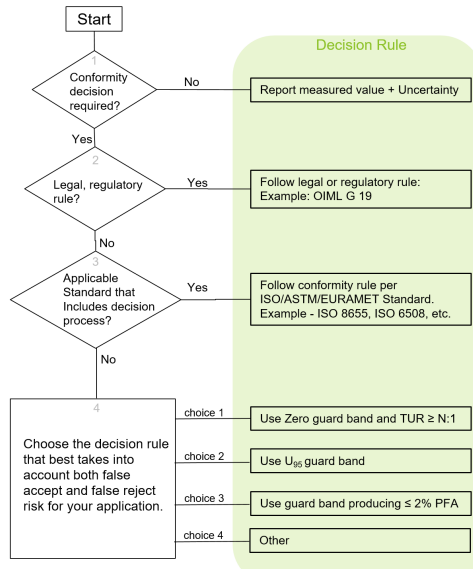 Start
Decision Rule
1
Conformity
decision
required?
No
Report measured value + Uncertainty
Yes
2
Legal, regulatory
rule?
Yes
Follow legal or regulatory rule:
Example: OIML G 19
No
3
Applicable
Standard that
Includes decision
process?
Yes
Follow conformity rule per
ISO/ASTM/EURAMET Standard.
Example - ISO 8655, ISO 6508, etc.
No
4
Choose the decision rule
that best takes into
account both false
accept and false reject
risk for your application.
choice 1
Use Zero guard band and TUR ≥ N:1
choice 2
Use U₉₅ guard band
choice 3
Use guard band producing ≤ 2% PFA
choice 4
Other